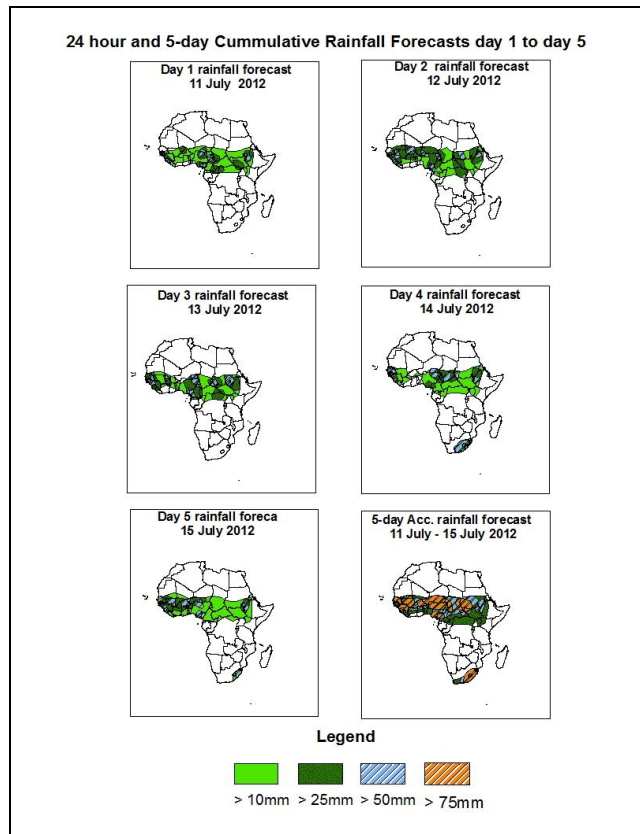 24 hour and 5-day Cummulative Rainfall Forecasts day 1 to day 5
Day 1 rainfall forecast
11 July 2012
Day 2 rainfall forecast
12 July 2012
Day 3 rainfall forecast
13 July 2012
Day 4 rainfall forecast
14 July 2012
Day 5 rainfall foreca
15 July 2012
5-day Acc. rainfall forecast
11 July - 15 July 2012
Legend
> 10mm > 25mm > 50mm > 75mm